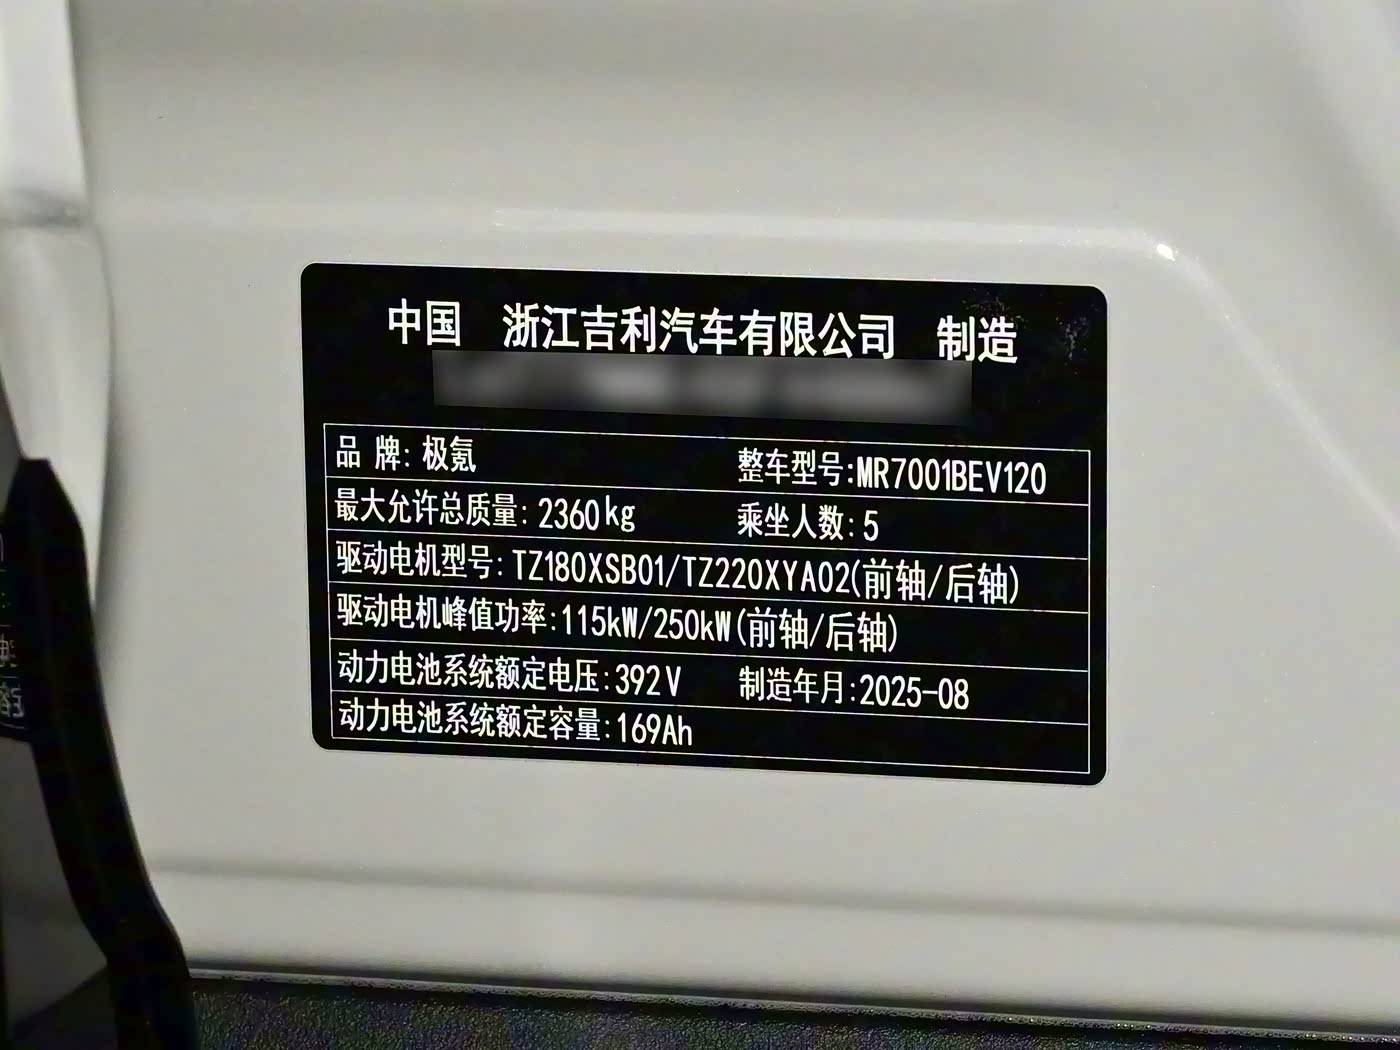 中国 浙江吉利汽车有限公司 制造
品 牌: 极氪 整车型号:MR7001BEV120
最大允许总质量: 2360kg 乘坐人数: 5
驱动电机型号: TZ180XSB01/TZ220XYA02(前轴/后轴)
驱动电机峰值功率:115kW/250kW(前轴/后轴)
动力电池系统额定电压:392V 制造年月:2025-08
动力电池系统额定容量:169Ah